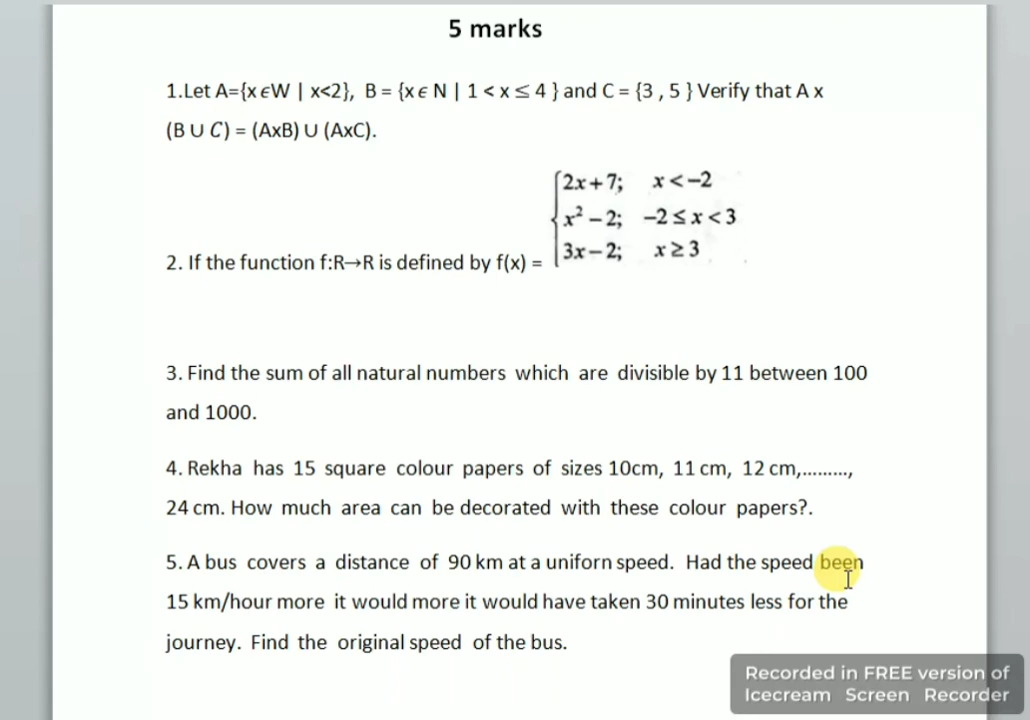 5 marks
1.Let A={x ϵW | x<2}, B = {x ϵ N | 1 < x ≤ 4 } and C = {3 , 5 } Verify that A x
(B ∪ C) = (AxB) ∪ (AxC).
2x+7; x<−2
x² − 2; −2≤x<3
3x−2; x≥3
2. If the function f:R→R is defined by f(x) =
3. Find the sum of all natural numbers which are divisible by 11 between 100
and 1000.
4. Rekha has 15 square colour papers of sizes 10cm, 11 cm, 12 cm,.........,
24 cm. How much area can be decorated with these colour papers?.
5. A bus covers a distance of 90 km at a uniforn speed. Had the speed been
15 km/hour more it would more it would have taken 30 minutes less for the
journey. Find the original speed of the bus.
Recorded in FREE version of
Icecream Screen Recorder